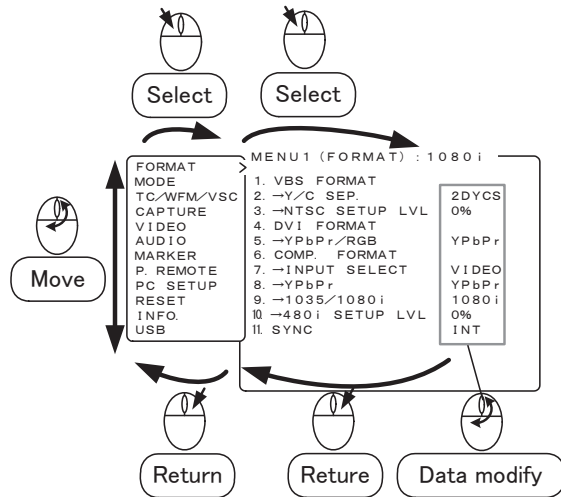 Select
Select
MENU1 (FORMAT) : 1080i
FORMAT >
MODE
TC/WFM/VSC
CAPTURE
VIDEO
AUDIO
MARKER
P. REMOTE
PC SETUP
RESET
INFO.
USB
1. VBS FORMAT
2. →Y/C SEP. 2DYCS
3. →NTSC SETUP LVL 0%
4. DVI FORMAT
5. →YPbPr/RGB YPbPr
6. COMP. FORMAT
7. →INPUT SELECT VIDEO
8. →YPbPr YPbPr
9. →1035/1080i 1080i
10. →480i SETUP LVL 0%
11. SYNC INT
Move
Return
Reture
Data modify